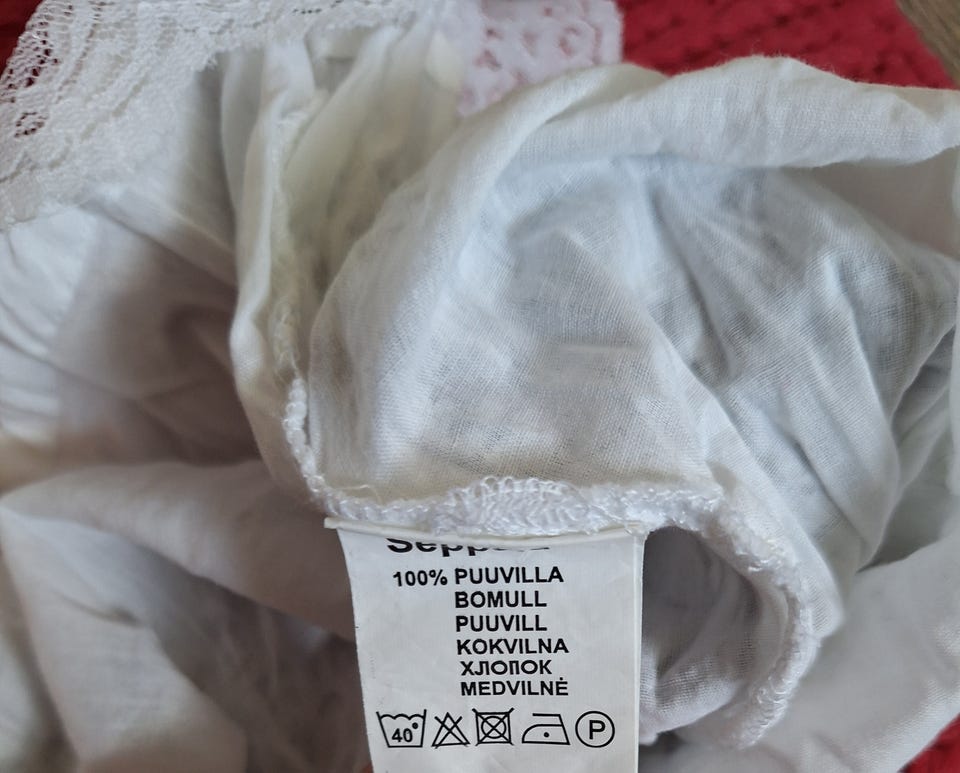 100% PUUVILLA
BOMULL
PUUVILL
KOKVILNA
ХЛОПОК
MEDVILNĖ
40° P